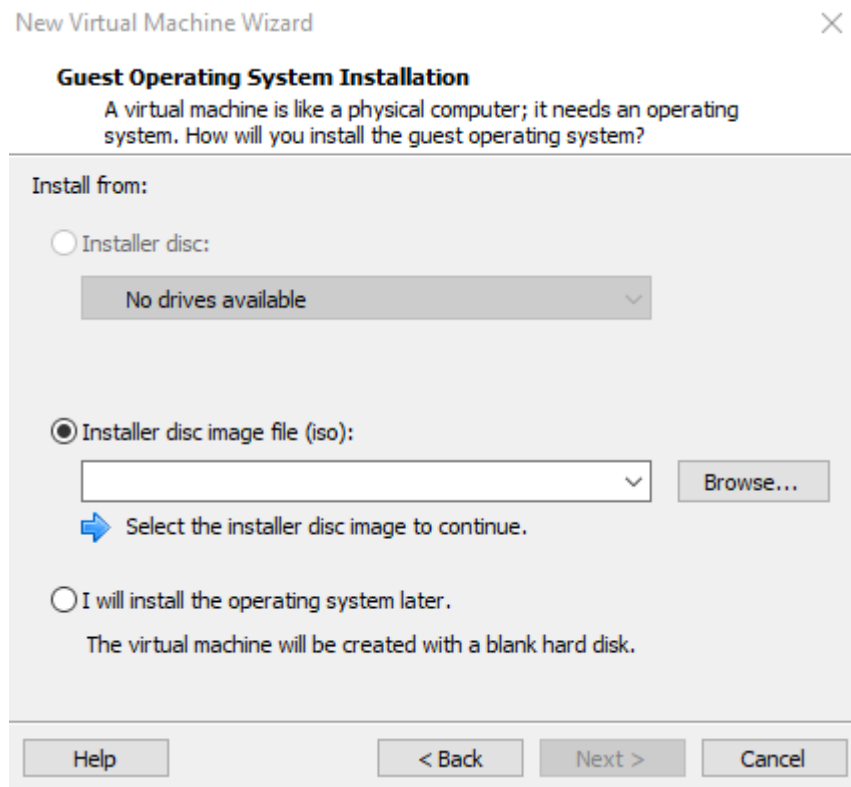 New Virtual Machine Wizard
Guest Operating System Installation
A virtual machine is like a physical computer; it needs an operating
system. How will you install the guest operating system?
Install from:
Installer disc:
No drives available
Installer disc image file (iso):
Browse...
Select the installer disc image to continue.
I will install the operating system later.
The virtual machine will be created with a blank hard disk.
Help
< Back
Next >
Cancel